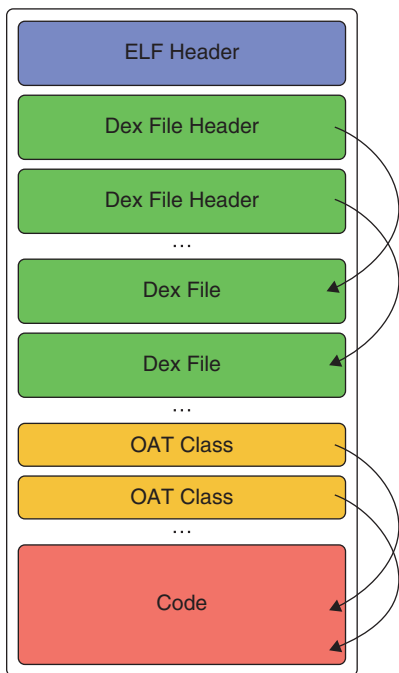 ELF Header
Dex File Header
Dex File Header
...
Dex File
Dex File
...
OAT Class
OAT Class
...
Code